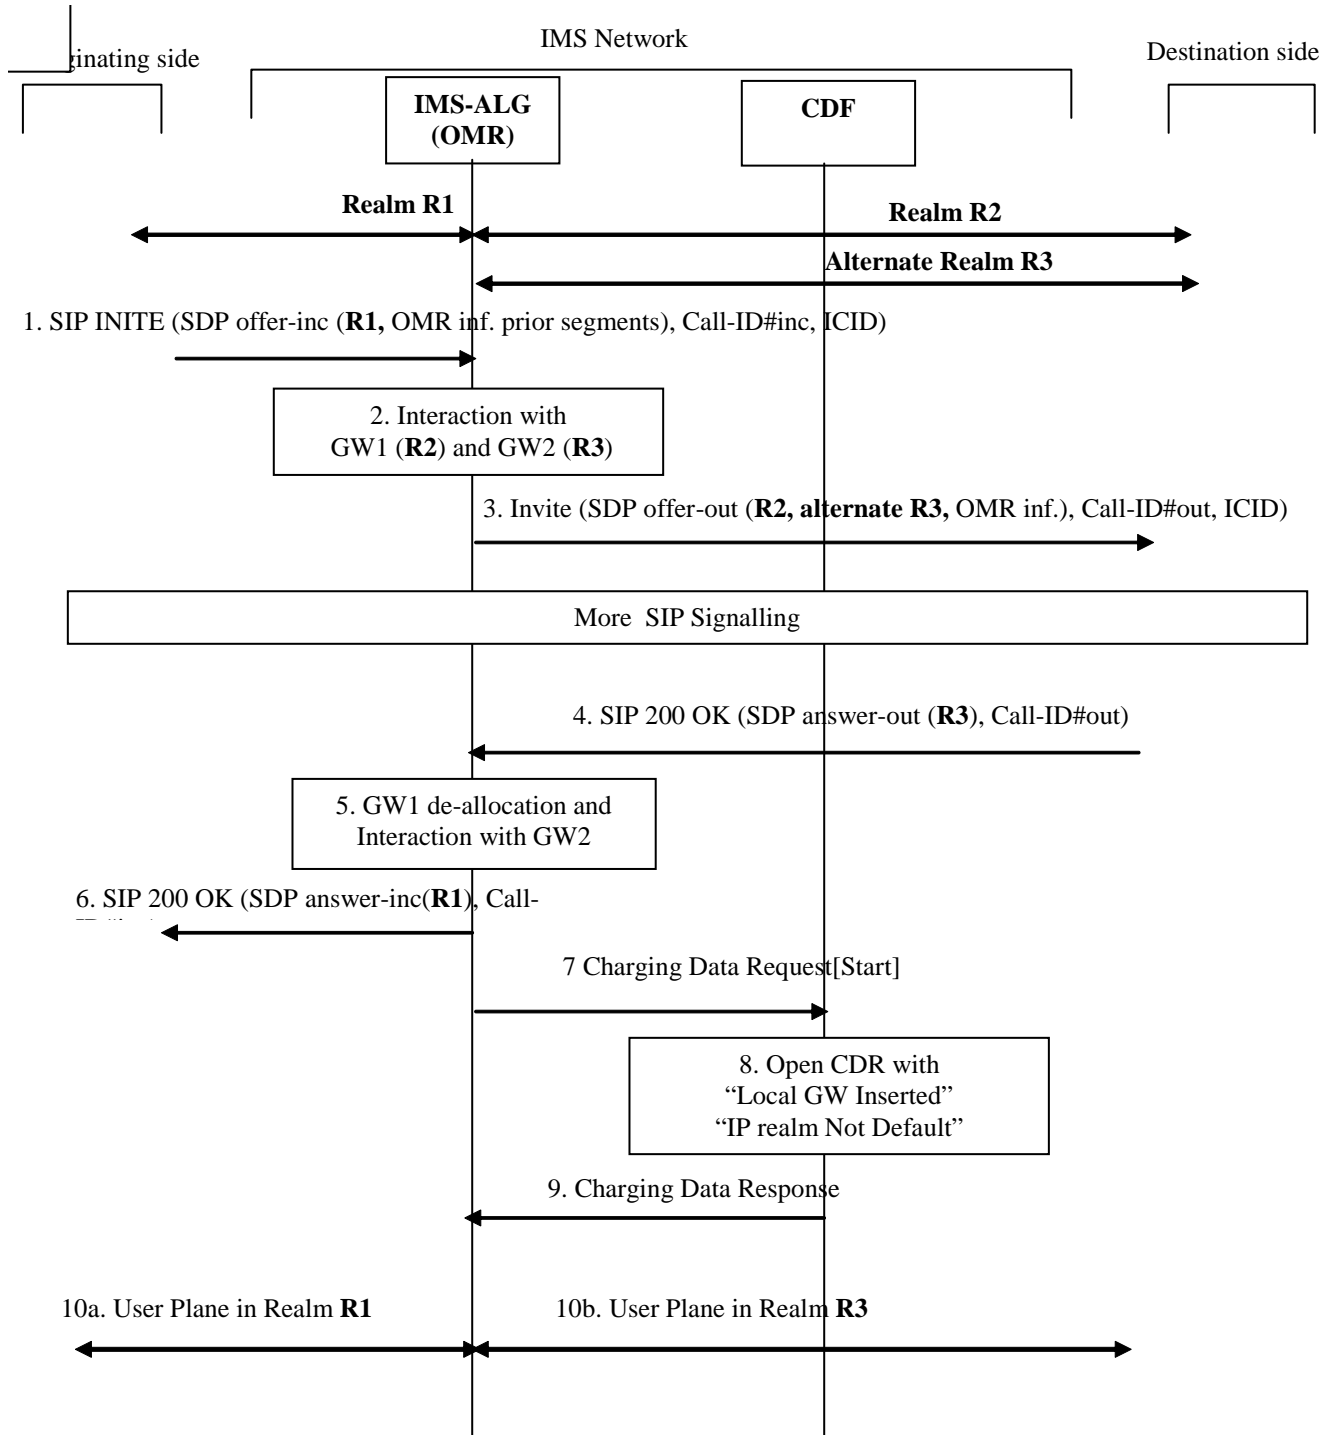 IMS Network
ginating side
Destination side
IMS-ALG
(OMR)
CDF
Realm R1
Realm R2
Alternate Realm R3
1. SIP INITE (SDP offer-inc (R1, OMR inf. prior segments), Call-ID#inc, ICID)
2. Interaction with
GW1 (R2) and GW2 (R3)
3. Invite (SDP offer-out (R2, alternate R3, OMR inf.), Call-ID#out, ICID)
More SIP Signalling
4. SIP 200 OK (SDP answer-out (R3), Call-ID#out)
5. GW1 de-allocation and
Interaction with GW2
6. SIP 200 OK (SDP answer-inc(R1), Call-
7 Charging Data Request[Start]
8. Open CDR with
“Local GW Inserted”
“IP realm Not Default”
9. Charging Data Response
10a. User Plane in Realm R1
10b. User Plane in Realm R3